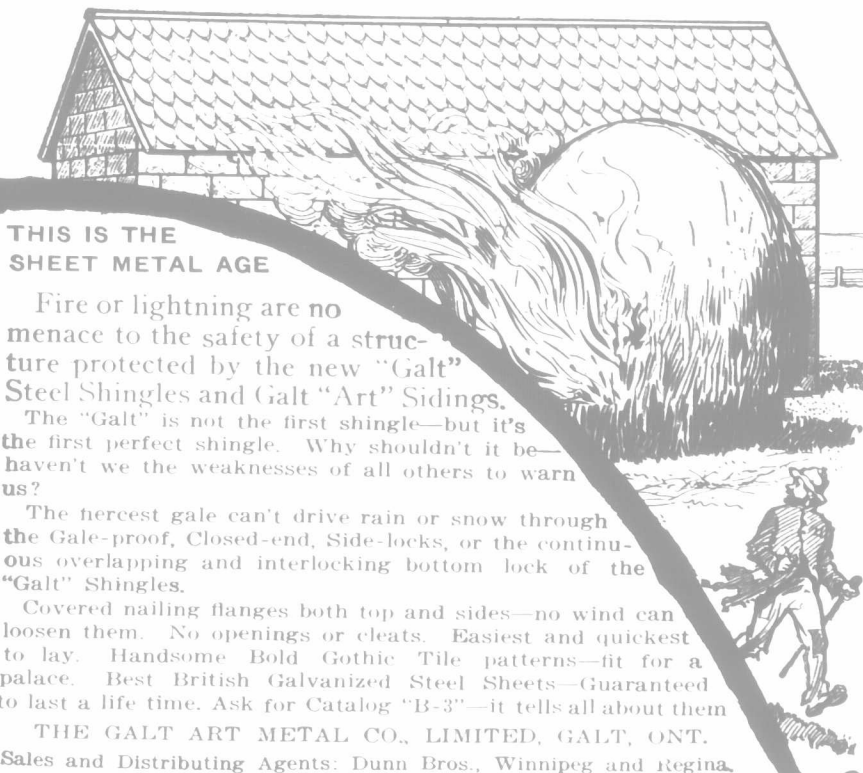 THIS IS THE
SHEET METAL AGE
Fire or lightning are no
menace to the safety of a struc-
ture protected by the new "Galt"
Steel Shingles and Galt "Art" Sidings.
The "Galt" is not the first shingle—but it's
the first perfect shingle. Why shouldn't it be—
haven't we the weaknesses of all others to warn
us?
The fiercest gale can't drive rain or snow through
the Gale-proof, Closed-end, Side-locks, or the continu-
ous overlapping and interlocking bottom lock of the
"Galt" Shingles.
Covered nailing flanges both top and sides—no wind can
loosen them. No openings or cleats. Easiest and quickest
to lay. Handsome Bold Gothic Tile patterns—fit for a
palace. Best British Galvanized Steel Sheets—Guaranteed
to last a life time. Ask for Catalog "B-3"—it tells all about them
THE GALT ART METAL CO., LIMITED, GALT, ONT.
Sales and Distributing Agents: Dunn Bros., Winnipeg and Regina.